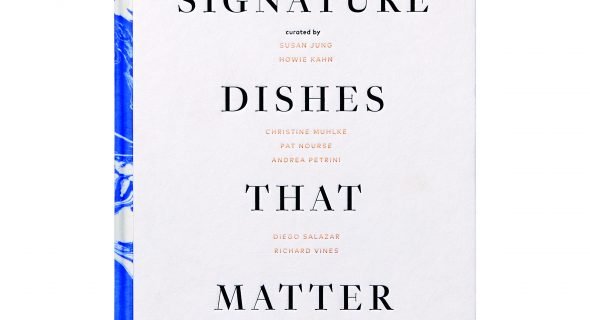 SIGNATURE
curated by
SUSAN JUNG
HOWIE KAHN
DISHES
CHRISTINE MUHLKE
PAT NOURSE
ANDREA PETRINI
THAT
DIEGO SALAZAR
RICHARD VINES
MATTER